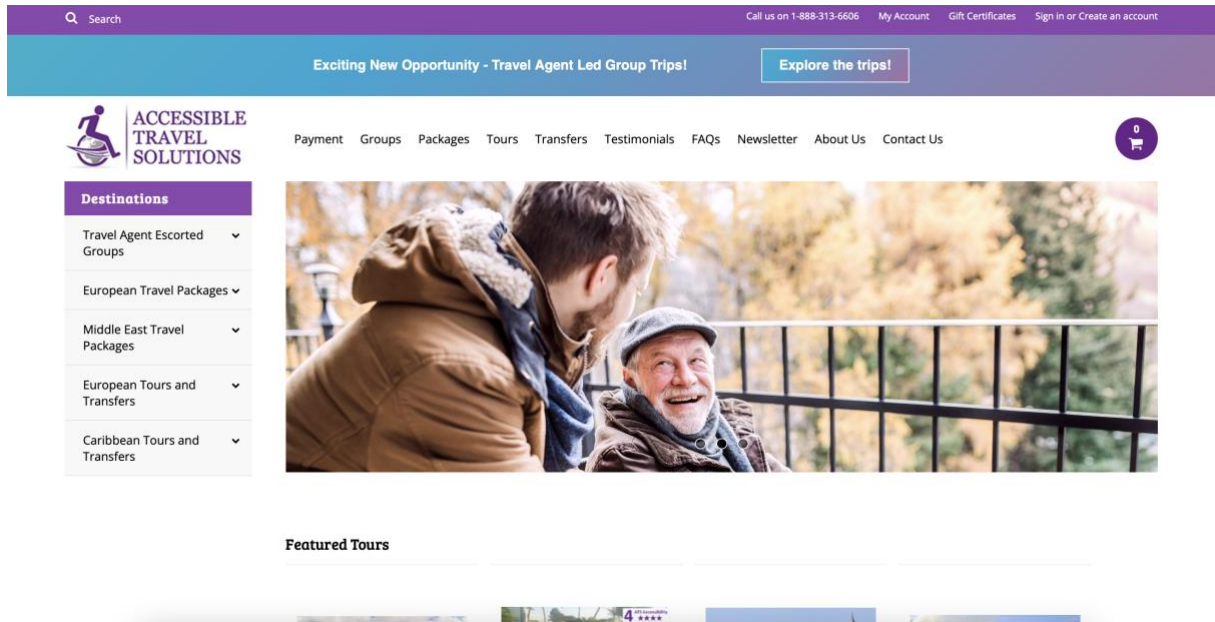 Search
Call us on 1-888-313-6606 My Account Gift Certificates Sign in or Create an account
Exciting New Opportunity - Travel Agent Led Group Trips!
Explore the trips!
ACCESSIBLE
TRAVEL
SOLUTIONS
Payment Groups Packages Tours Transfers Testimonials FAQs Newsletter About Us Contact Us
0
Destinations
Travel Agent Escorted
Groups
European Travel Packages
Middle East Travel
Packages
European Tours and
Transfers
Caribbean Tours and
Transfers
Featured Tours
4